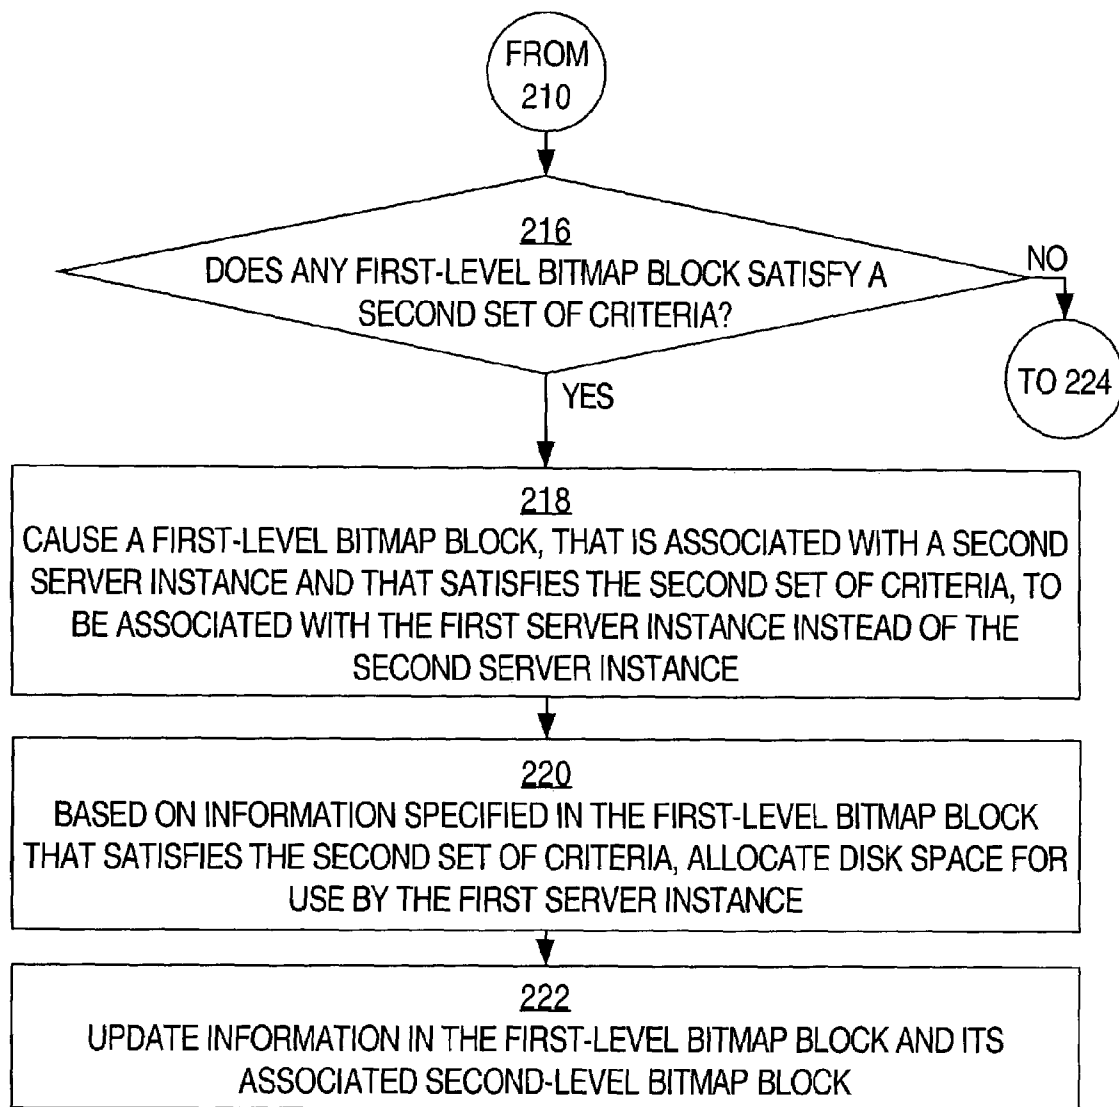 FROM
210
216
DOES ANY FIRST-LEVEL BITMAP BLOCK SATISFY A
SECOND SET OF CRITERIA?
NO
TO 224
YES
218
CAUSE A FIRST-LEVEL BITMAP BLOCK, THAT IS ASSOCIATED WITH A SECOND
SERVER INSTANCE AND THAT SATISFIES THE SECOND SET OF CRITERIA, TO
BE ASSOCIATED WITH THE FIRST SERVER INSTANCE INSTEAD OF THE
SECOND SERVER INSTANCE
220
BASED ON INFORMATION SPECIFIED IN THE FIRST-LEVEL BITMAP BLOCK
THAT SATISFIES THE SECOND SET OF CRITERIA, ALLOCATE DISK SPACE FOR
USE BY THE FIRST SERVER INSTANCE
222
UPDATE INFORMATION IN THE FIRST-LEVEL BITMAP BLOCK AND ITS
ASSOCIATED SECOND-LEVEL BITMAP BLOCK